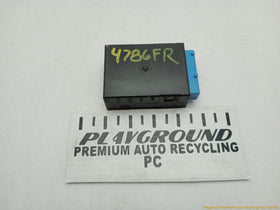 4786FR
PLAYGROUND
PREMIUM AUTO RECYCLING
PC